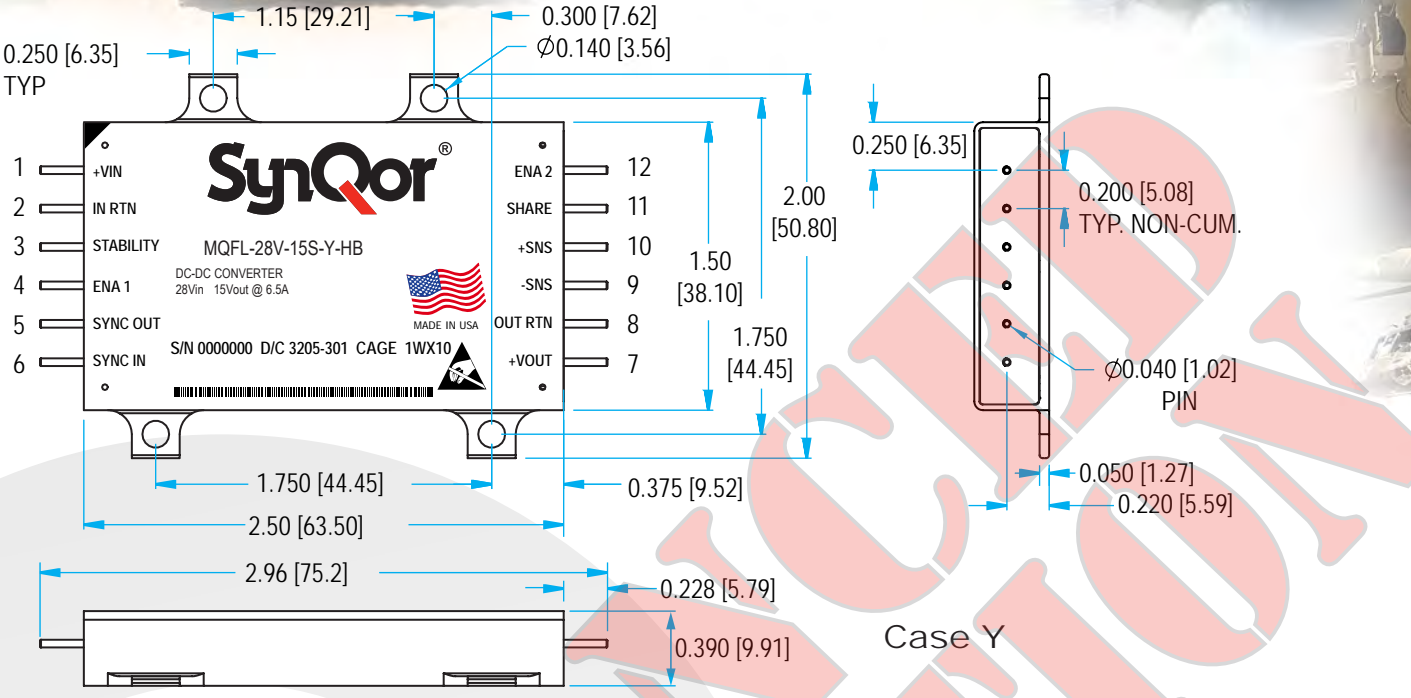 1.15 [29.21]
0.300 [7.62]
Ø0.140 [3.56]
0.250 [6.35]
TYP
SynQor®
1 +VIN
2 IN RTN
3 STABILITY
4 ENA 1
5 SYNC OUT
6 SYNC IN
ENA 2 12
SHARE 11
+SNS 10
-SNS 9
OUT RTN 8
+VOUT 7
MQFL-28V-15S-Y-HB
DC-DC CONVERTER
28Vin 15Vout @ 6.5A
MADE IN USA
S/N 0000000 D/C 3205-301 CAGE 1WX10
2.00
[50.80]
1.50
[38.10]
1.750
[44.45]
0.250 [6.35]
0.200 [5.08]
TYP. NON-CUM.
Ø0.040 [1.02]
PIN
0.050 [1.27]
0.220 [5.59]
1.750 [44.45]
0.375 [9.52]
2.50 [63.50]
2.96 [75.2]
0.228 [5.79]
0.390 [9.91]
Case Y